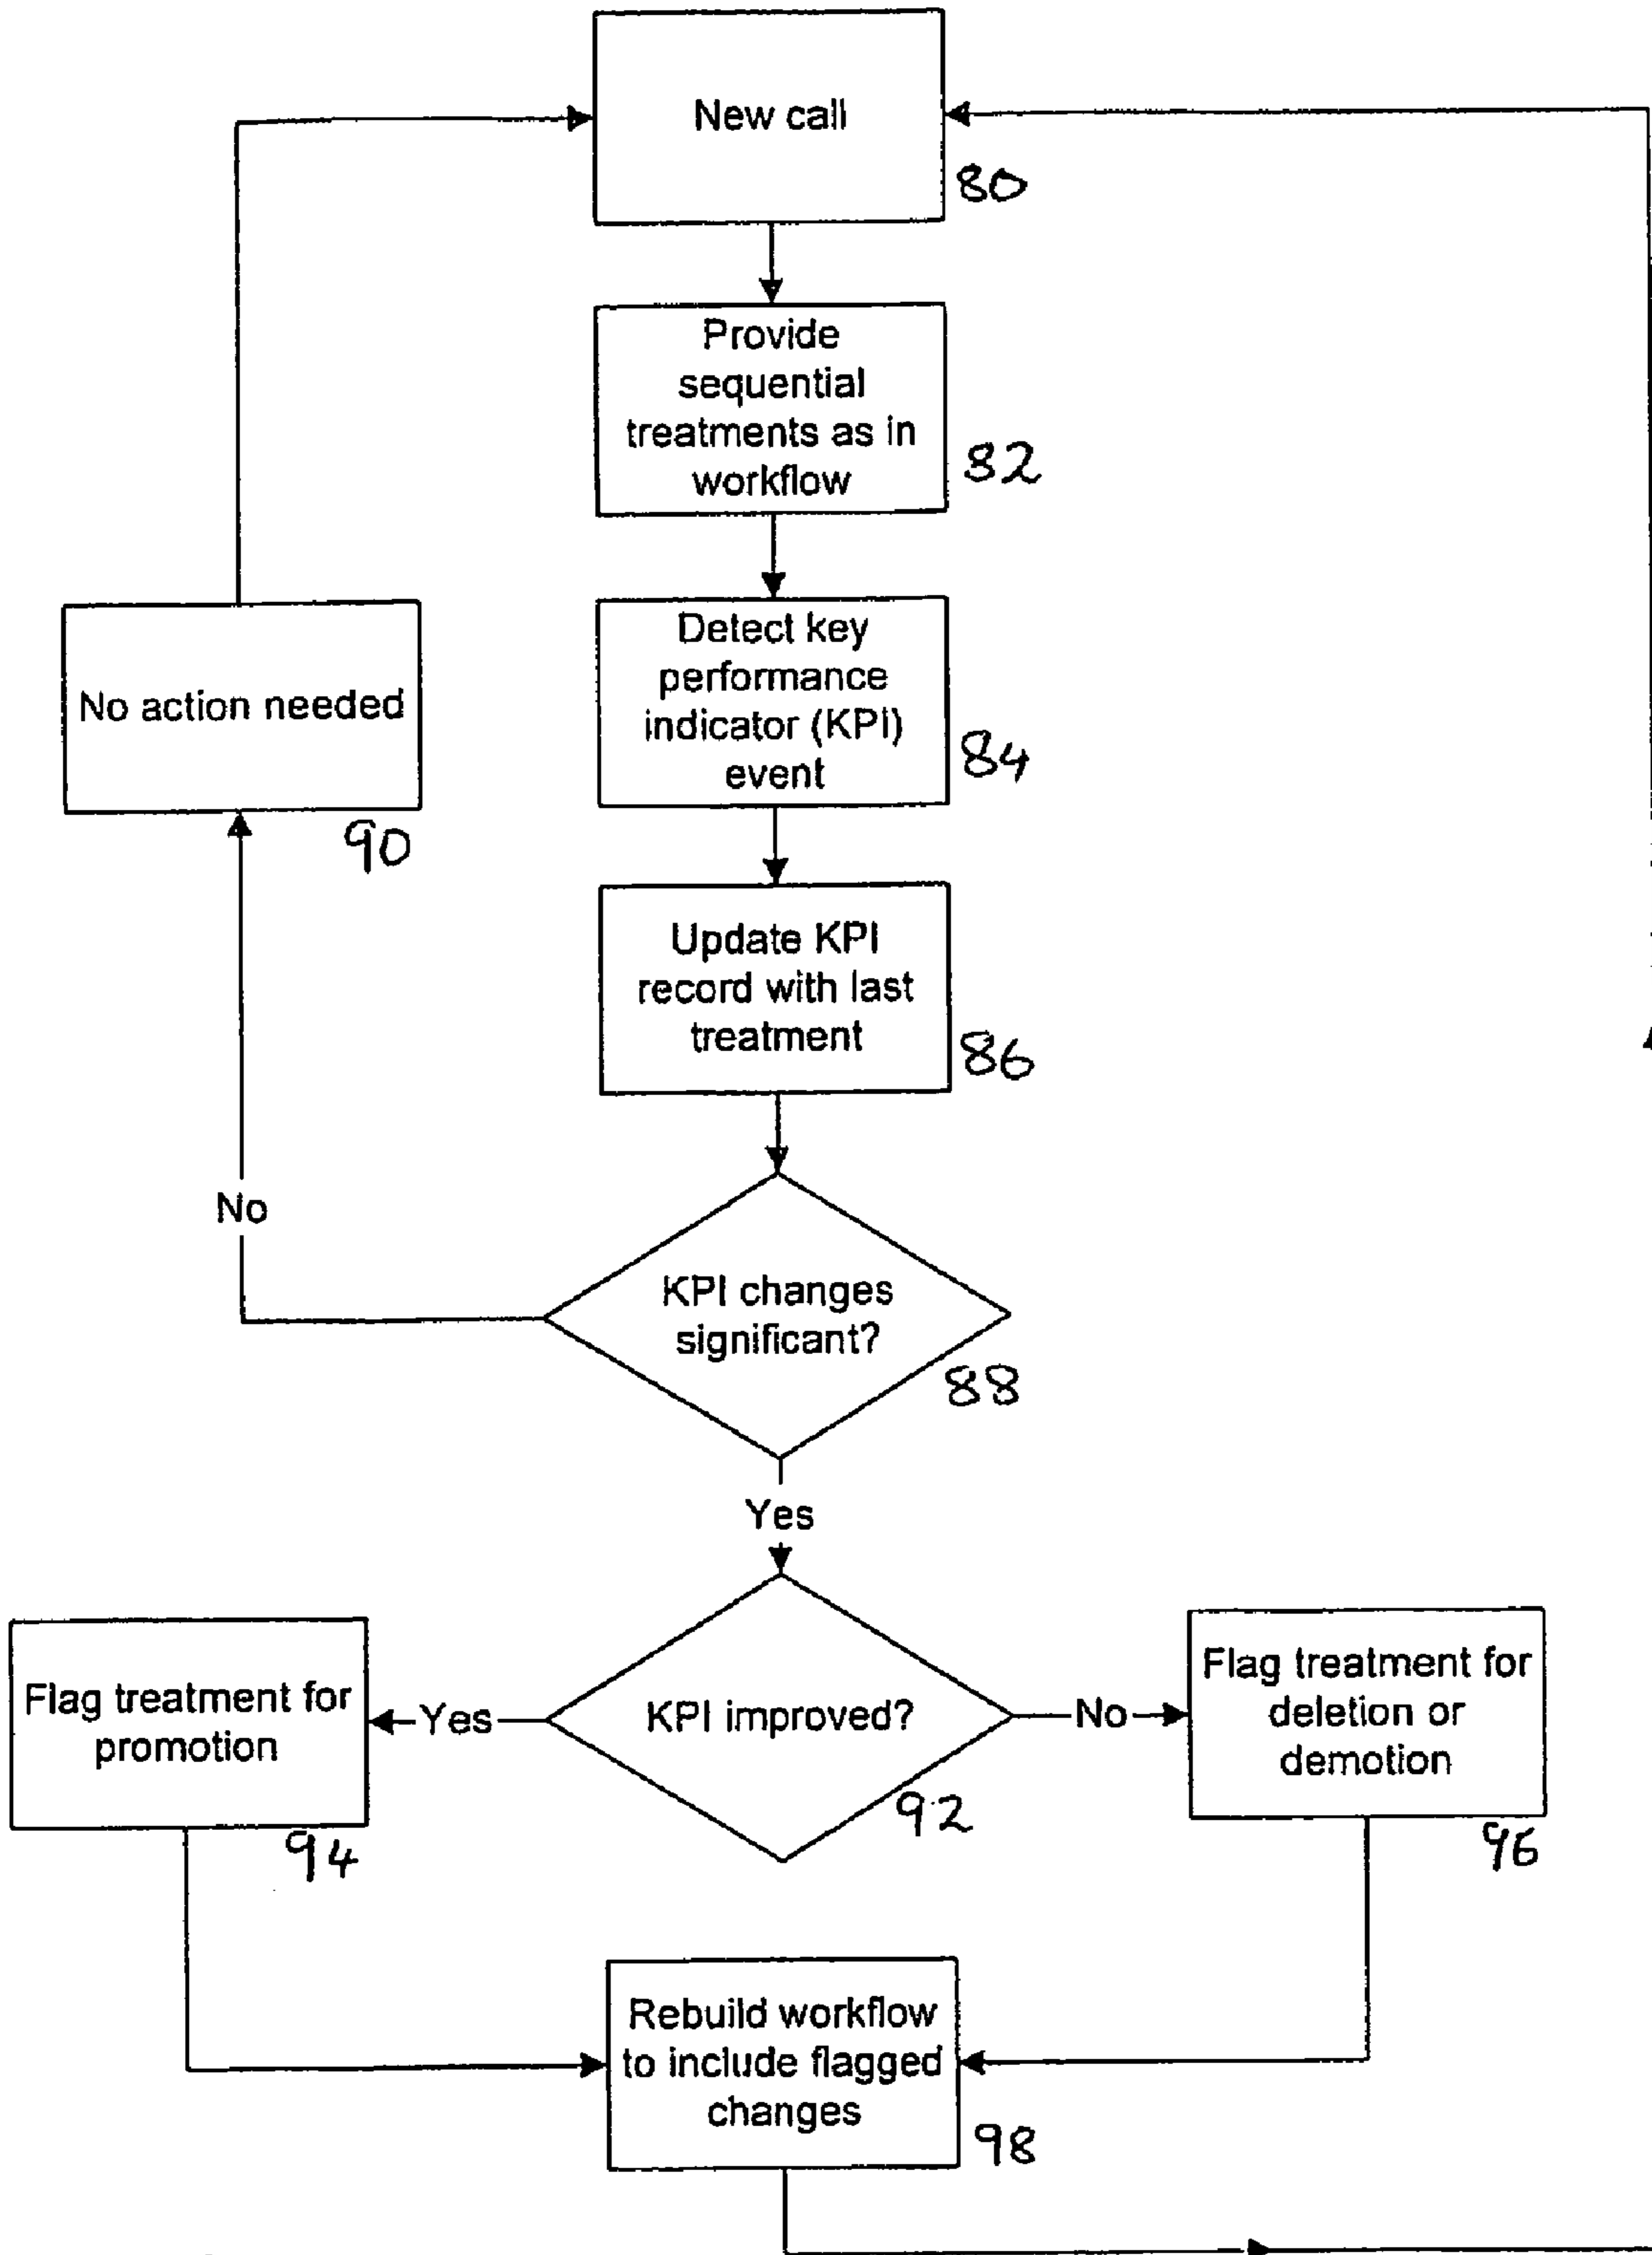 New call
80
Provide
sequential
treatments as in
workflow
82
Detect key
performance
indicator (KPI)
event
84
No action needed
90
Update KPI
record with last
treatment
86
No
KPI changes
significant?
88
Yes
Flag treatment for
promotion
94
Yes
KPI improved?
92
No
Flag treatment for
deletion or
demotion
96
Rebuild workflow
to include flagged
changes
98